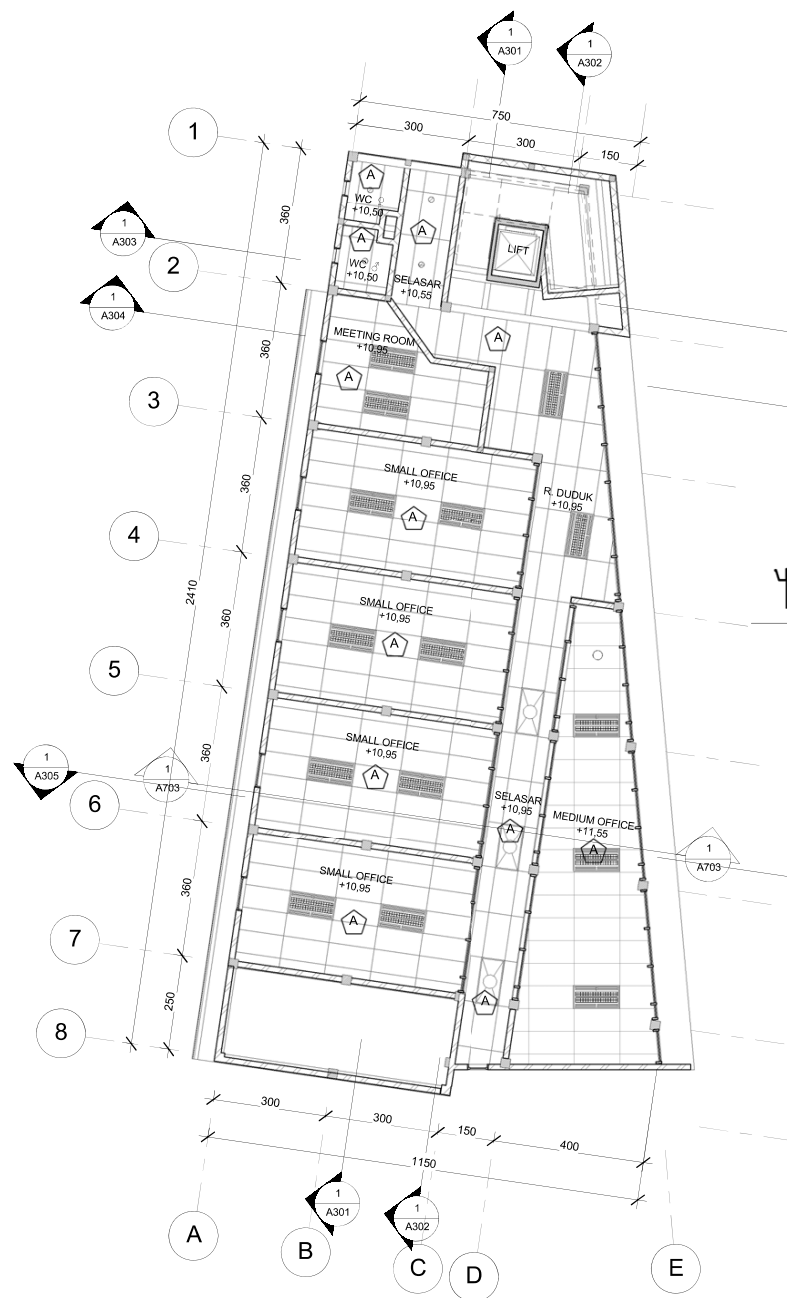 1
A301
1
A302
750
300
300
150
1
360
WC
+10,50
A
A
LIFT
1
A303
2
A
WC
+10,50
SELASAR
+10,55
1
A304
MEETING ROOM
+10,95
A
A
360
3
SMALL OFFICE
+10,95
A
360
R. DUDUK
+10,95
4
2410
SMALL OFFICE
+10,95
A
360
5
SMALL OFFICE
+10,95
A
360
1
A305
1
A703
6
SELASAR
+10,95
A
MEDIUM OFFICE
+11,55
A
1
A703
SMALL OFFICE
+10,95
A
360
7
A
250
8
300
300
150
400
1150
1
A301
1
A302
A
B
C
D
E